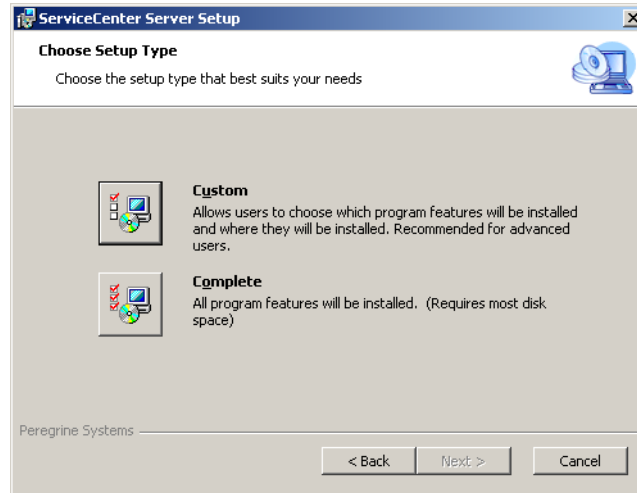 ServiceCenter Server Setup
Choose Setup Type
Choose the setup type that best suits your needs
Custom
Allows users to choose which program features will be installed
and where they will be installed. Recommended for advanced
users.
Complete
All program features will be installed. (Requires most disk
space)
Peregrine Systems
< Back
Next >
Cancel